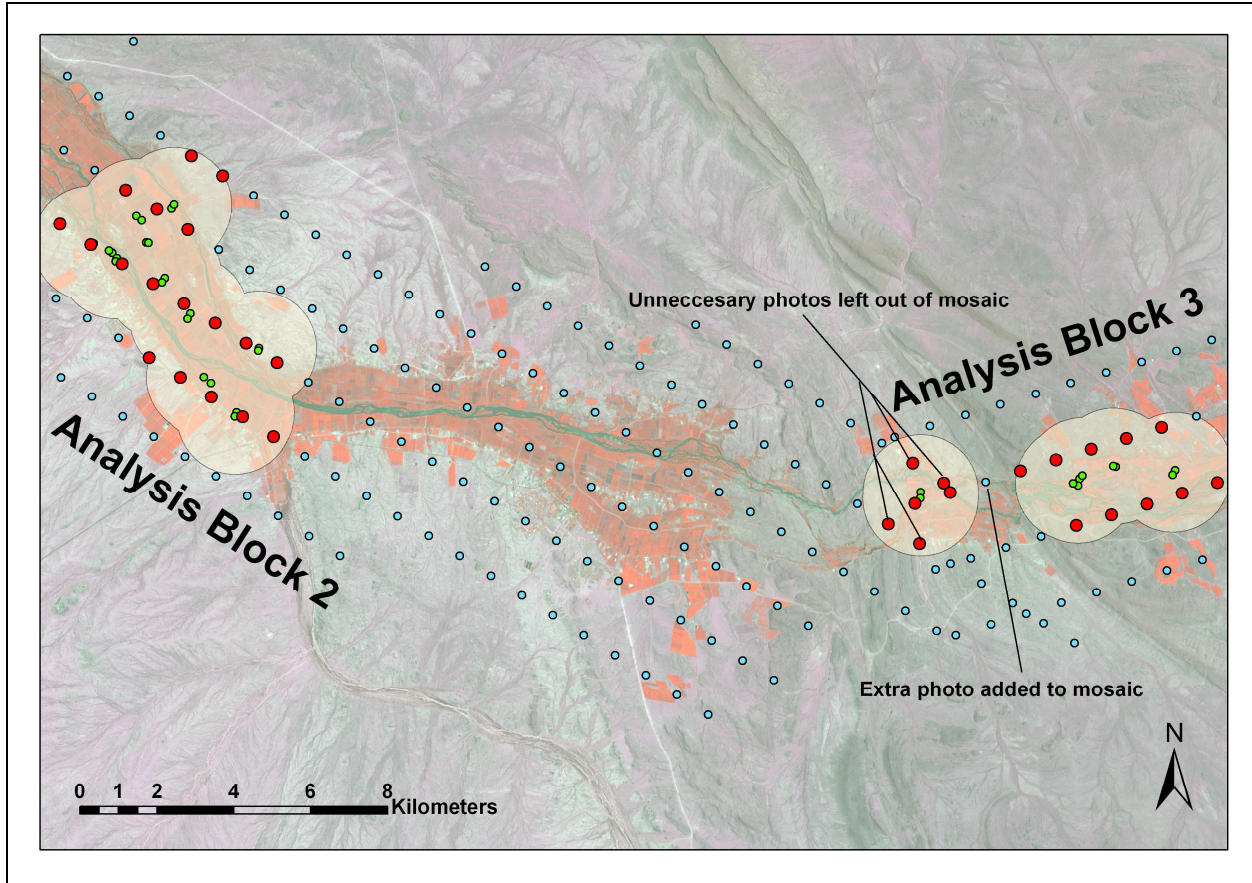 Unneccesary photos left out of mosaic
Analysis Block 3
Analysis Block 2
Extra photo added to mosaic
N
0 1 2 4 6 8
Kilometers